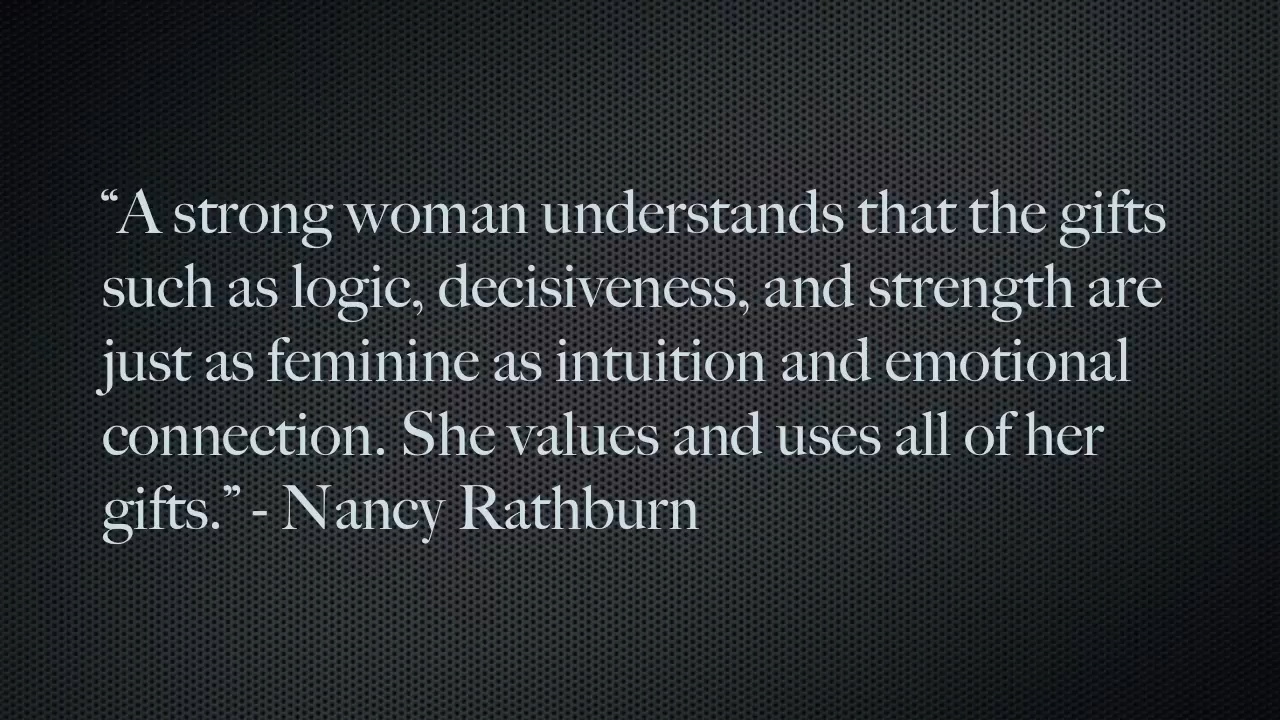 “A strong woman understands that the gifts
such as logic, decisiveness, and strength are
just as feminine as intuition and emotional
connection. She values and uses all of her
gifts.” - Nancy Rathburn